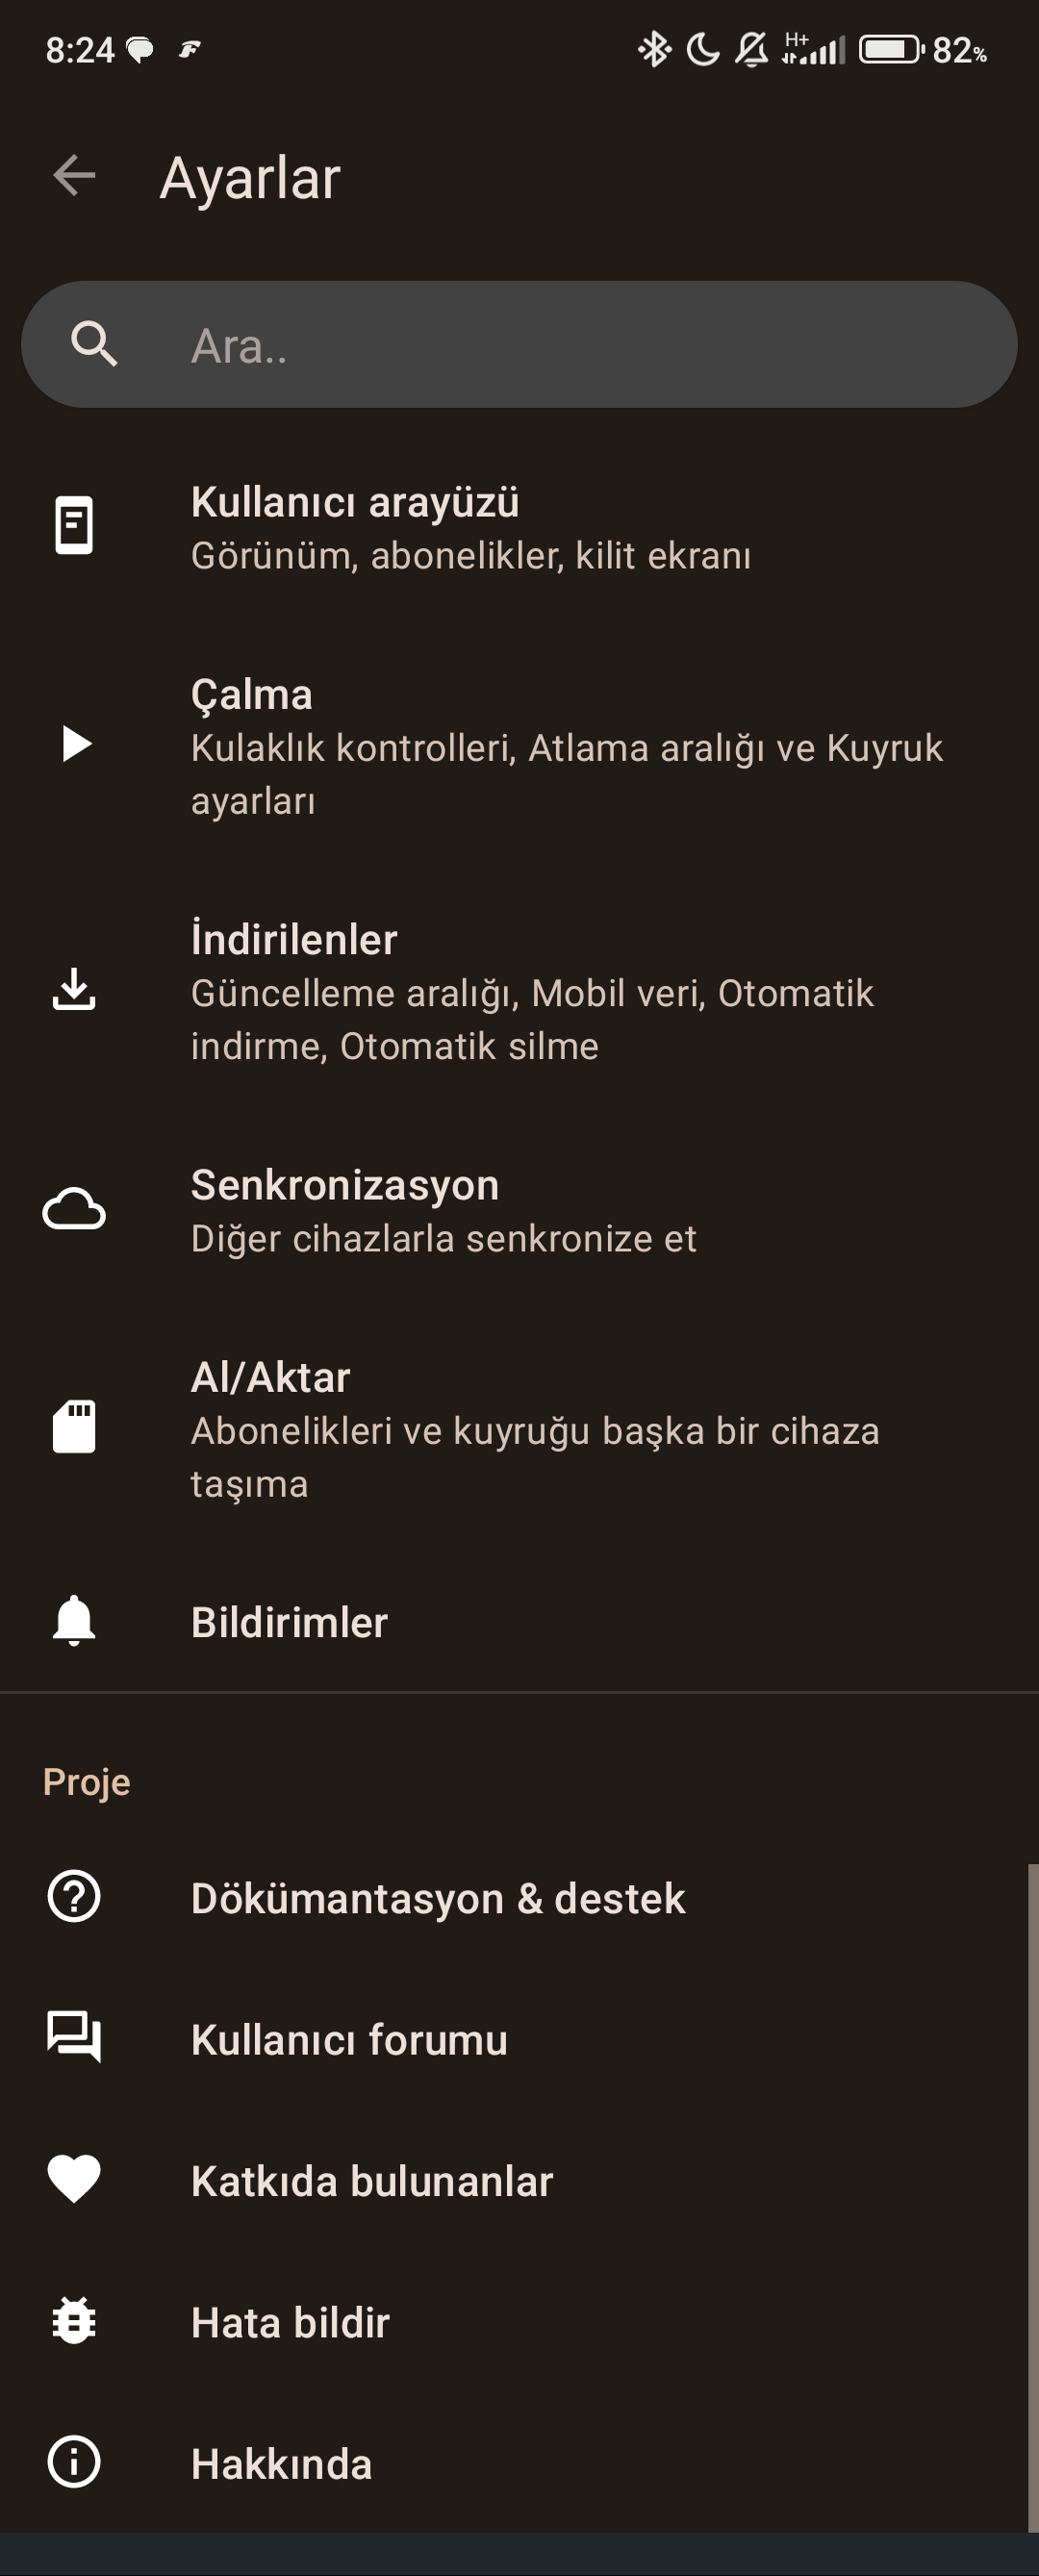 8:24
H+
82%
Ayarlar
Ara..
Kullanıcı arayüzü
Görünüm, abonelikler, kilit ekranı
Çalma
Kulaklık kontrolleri, Atlama aralığı ve Kuyruk
ayarları
İndirilenler
Güncelleme aralığı, Mobil veri, Otomatik
indirme, Otomatik silme
Senkronizasyon
Diğer cihazlarla senkronize et
Al/Aktar
Abonelikleri ve kuyruğu başka bir cihaza
taşıma
Bildirimler
Proje
Dökümantasyon & destek
Kullanıcı forumu
Katkıda bulunanlar
Hata bildir
Hakkında